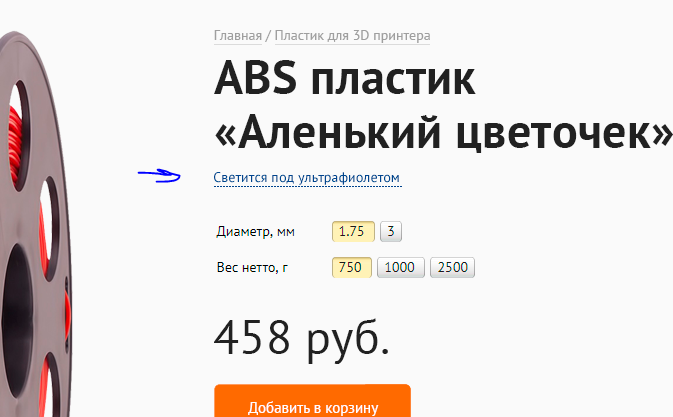 Главная / Пластик для 3D принтера
ABS пластик
«Аленький цветочек»
Светится под ультрафиолетом
Диаметр, мм 1.75 3
Вес нетто, г 750 1000 2500
458 руб.
Добавить в корзину